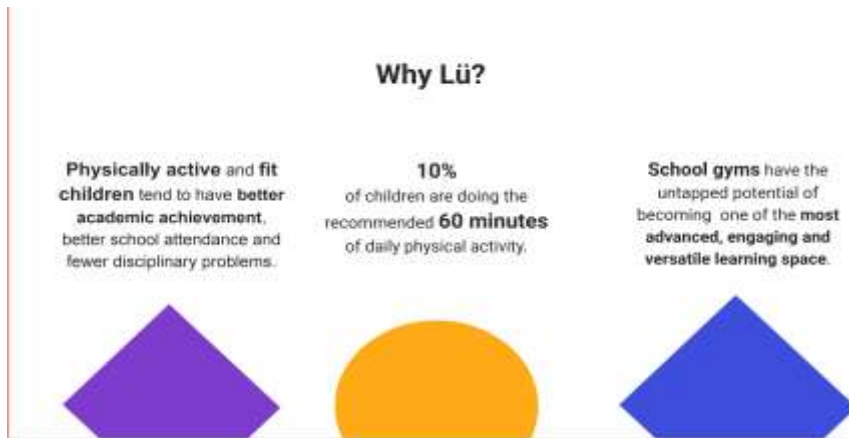 Why Lü?
Physically active and fit
children tend to have better
academic achievement,
better school attendance and
fewer disciplinary problems.
10%
of children are doing the
recommended 60 minutes
of daily physical activity.
School gyms have the
untapped potential of
becoming one of the most
advanced, engaging and
versatile learning space.